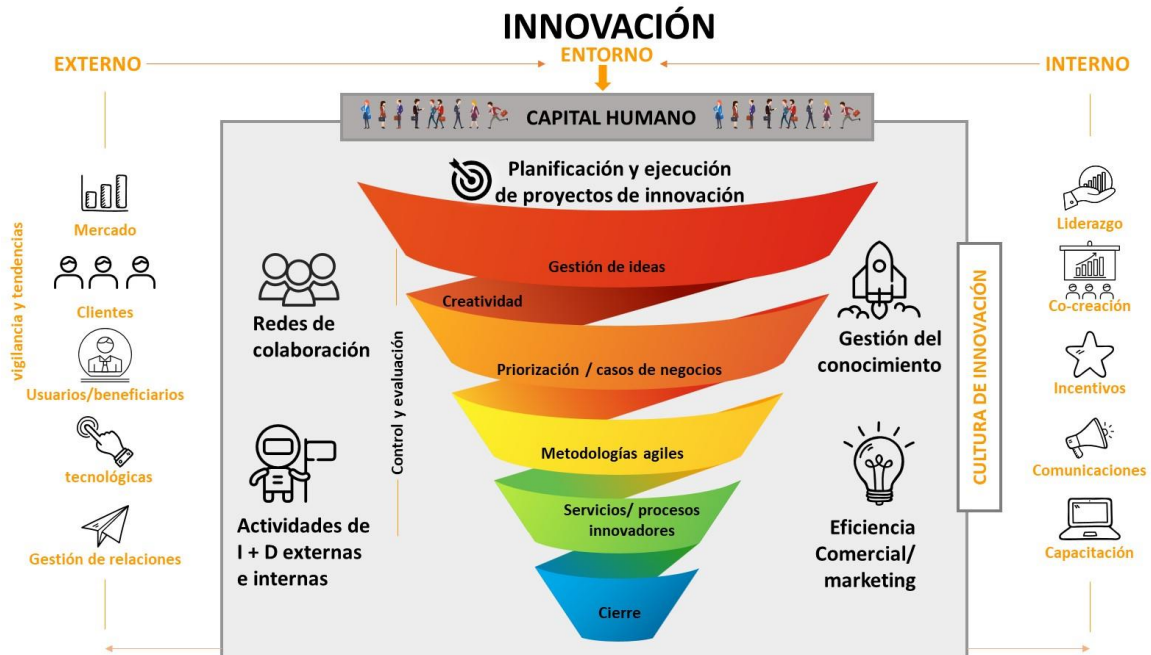 INNOVACIÓN
EXTERNO
ENTORNO
INTERNO
CAPITAL HUMANO
Planificación y ejecución
de proyectos de innovación
vigilancia y tendencias
Mercado
Clientes
Usuarios/beneficiarios
tecnológicas
Gestión de relaciones
Redes de
colaboración
Actividades de
I + D externas
e internas
Control y evaluación
Gestión de ideas
Creatividad
Priorización / casos de negocios
Metodologías agiles
Servicios/ procesos
innovadores
Cierre
Gestión del
conocimiento
Eficiencia
Comercial/
marketing
CULTURA DE INNOVACIÓN
Liderazgo
Co-creación
Incentivos
Comunicaciones
Capacitación